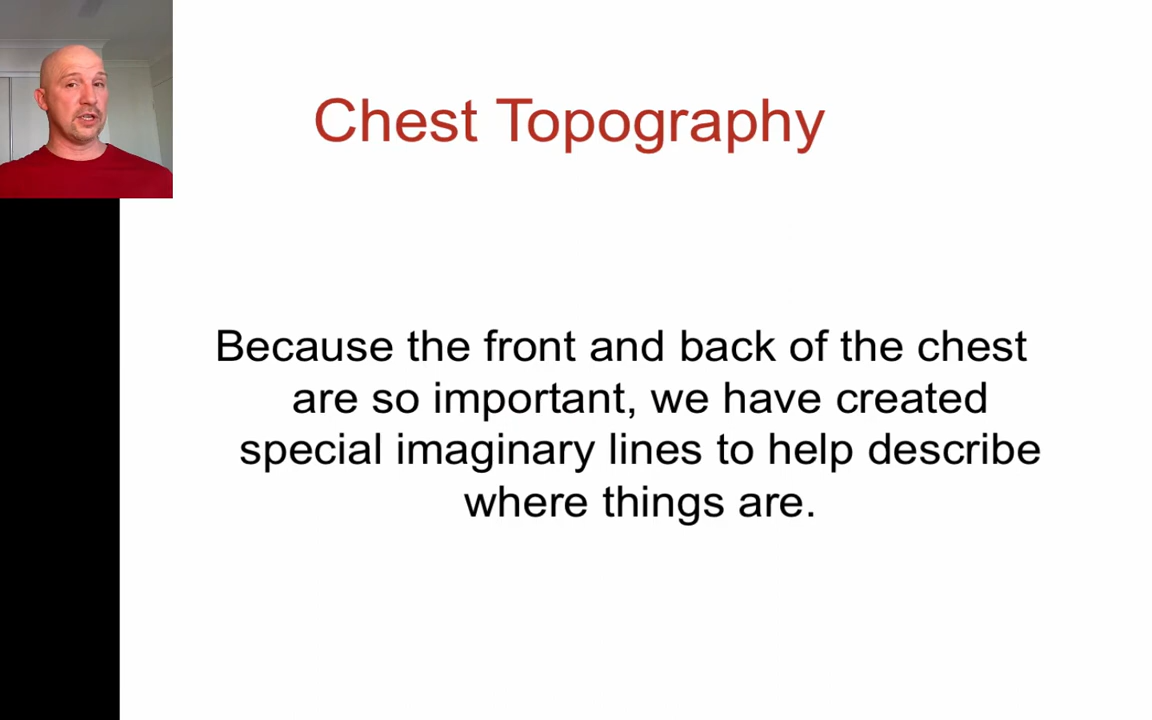 Chest Topography
Because the front and back of the chest
are so important, we have created
special imaginary lines to help describe
where things are.